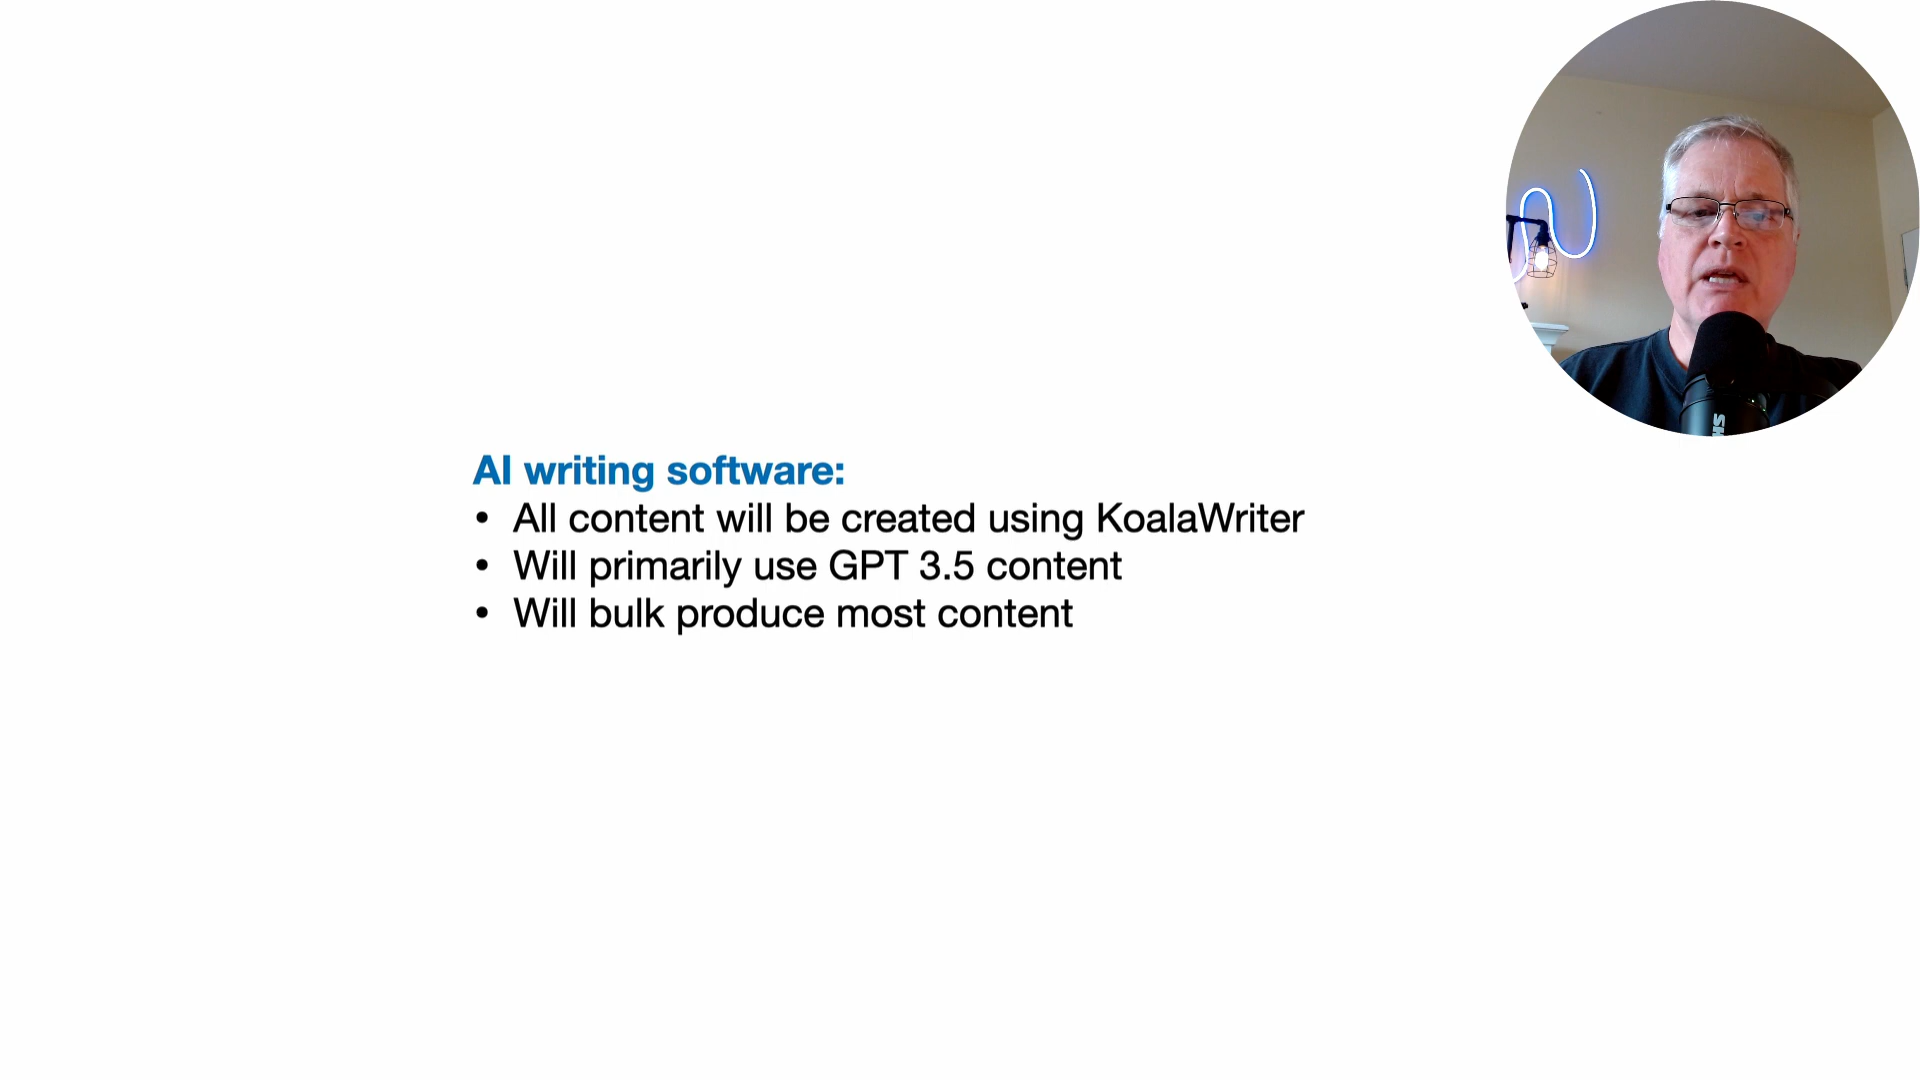 AI writing software:
• All content will be created using KoalaWriter
• Will primarily use GPT 3.5 content
• Will bulk produce most content